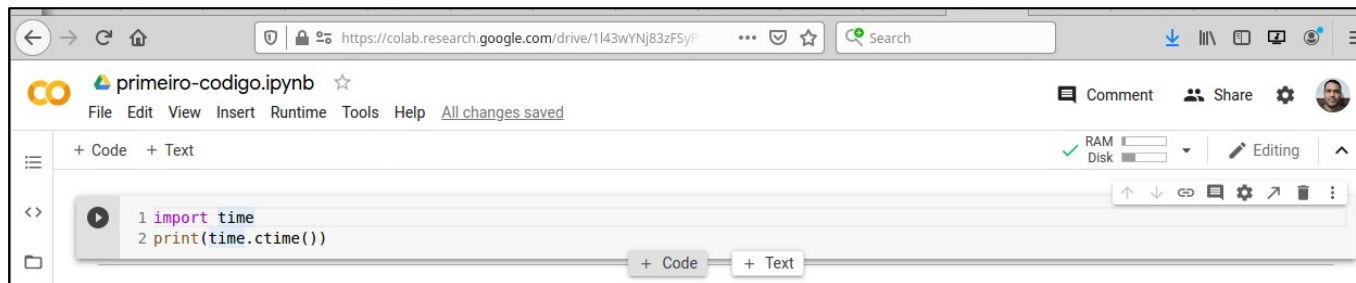 https://colab.research.google.com/drive/1l43wYNj83zFSyP ••• Search
primeiro-codigo.ipynb
File Edit View Insert Runtime Tools Help All changes saved
Comment Share
+ Code + Text
RAM
Disk
Editing
1 import time
2 print(time.ctime())
+ Code + Text